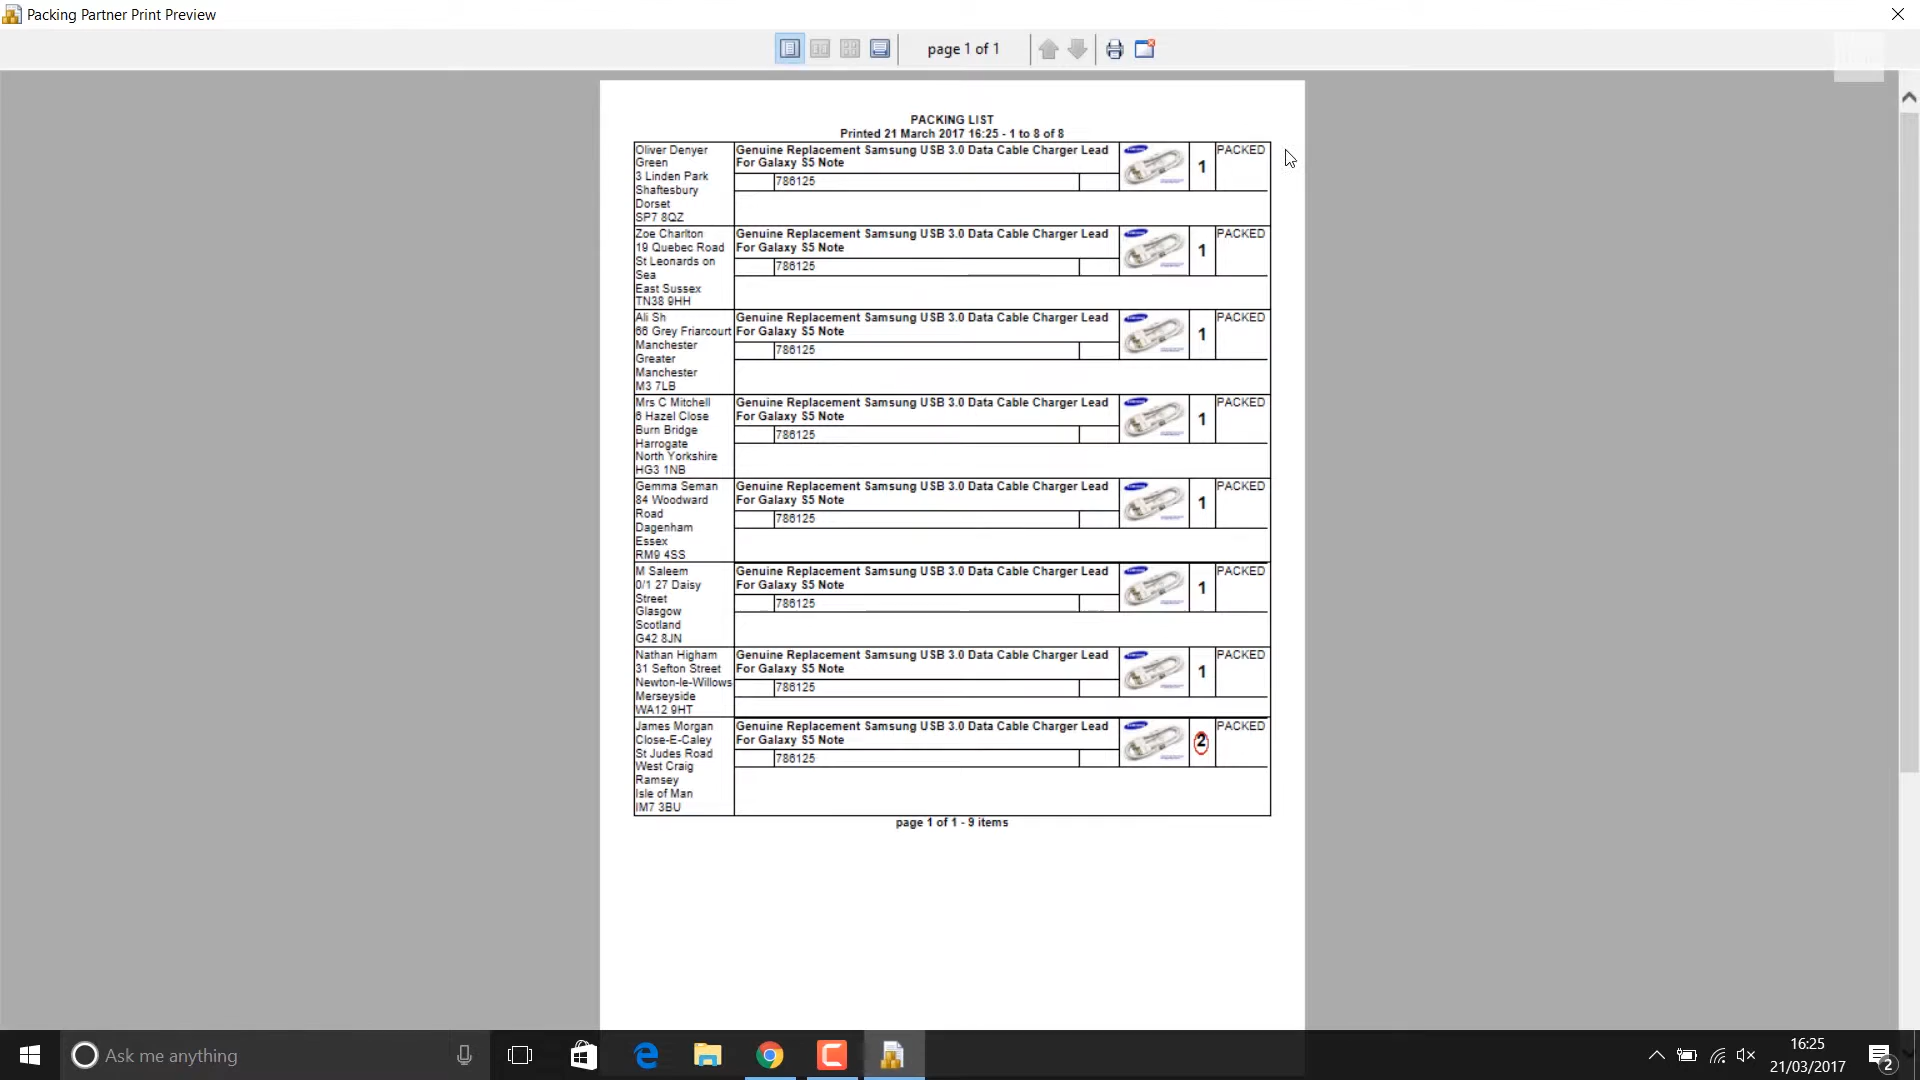 Packing Partner Print Preview
page 1 of 1
PACKING LIST
Printed 21 March 2017 16:25 - 1 to 8 of 8
Oliver Denyer
Green
3 Linden Park
Shaftesbury
Dorset
SP7 8QZ
Genuine Replacement Samsung USB 3.0 Data Cable Charger Lead
For Galaxy S5 Note
786125
1
PACKED
Zoe Charlton
19 Quebec Road
St Leonards on
Sea
East Sussex
TN38 9HH
Genuine Replacement Samsung USB 3.0 Data Cable Charger Lead
For Galaxy S5 Note
786125
1
PACKED
Ali Sh
66 Grey Friarcourt
Manchester
Greater
Manchester
M3 7LB
Genuine Replacement Samsung USB 3.0 Data Cable Charger Lead
For Galaxy S5 Note
786125
1
PACKED
Mrs C Mitchell
6 Hazel Close
Burn Bridge
Harrogate
North Yorkshire
HG3 1NB
Genuine Replacement Samsung USB 3.0 Data Cable Charger Lead
For Galaxy S5 Note
786125
1
PACKED
Gemma Seman
84 Woodward
Road
Dagenham
Essex
RM9 4SS
Genuine Replacement Samsung USB 3.0 Data Cable Charger Lead
For Galaxy S5 Note
786125
1
PACKED
M Saleem
0/1 27 Daisy
Street
Glasgow
Scotland
G42 8JN
Genuine Replacement Samsung USB 3.0 Data Cable Charger Lead
For Galaxy S5 Note
786125
1
PACKED
Nathan Higham
31 Sefton Street
Newton-le-Willows
Merseyside
WA12 9HT
Genuine Replacement Samsung USB 3.0 Data Cable Charger Lead
For Galaxy S5 Note
786125
1
PACKED
James Morgan
Close-E-Caley
St Judes Road
West Craig
Ramsey
Isle of Man
IM7 3BU
Genuine Replacement Samsung USB 3.0 Data Cable Charger Lead
For Galaxy S5 Note
786125
2
PACKED
page 1 of 1 - 9 items
Ask me anything
16:25
21/03/2017
2